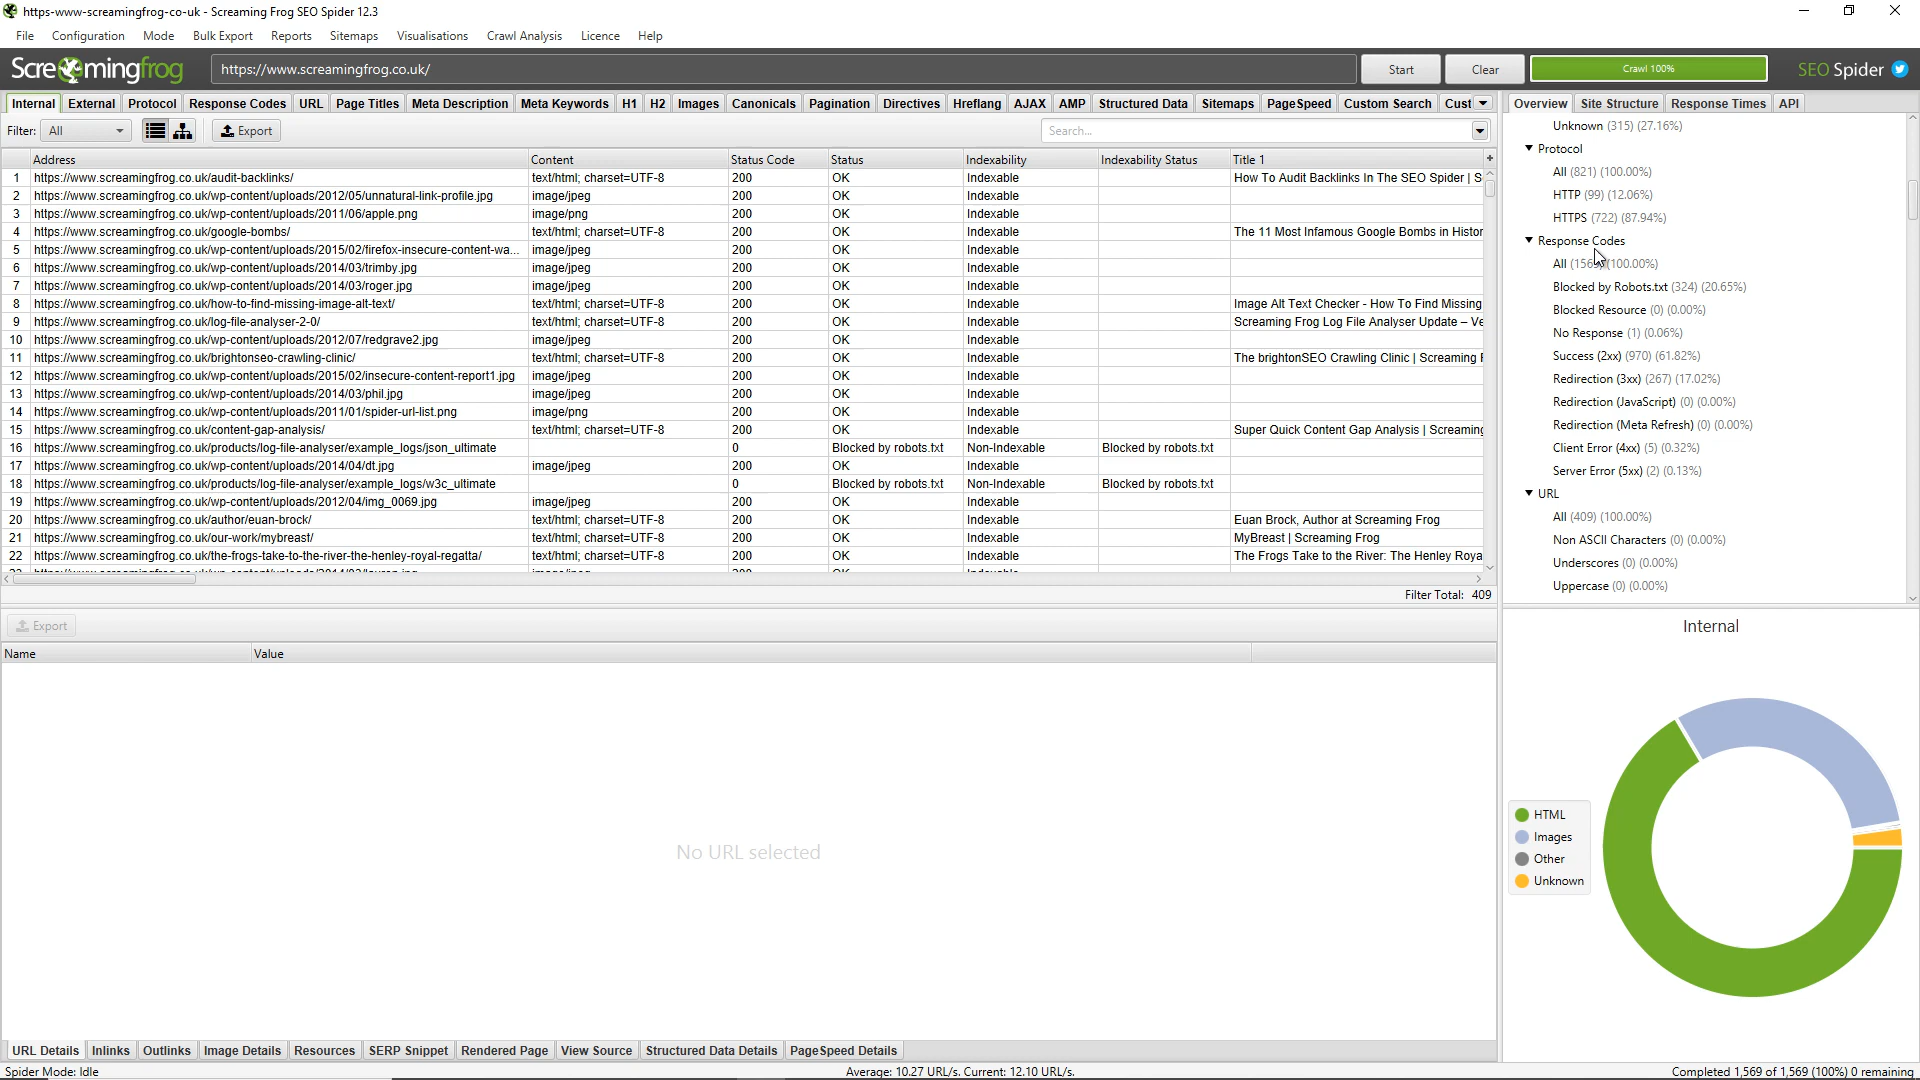 https-www-screamingfrog-co-uk - Screaming Frog SEO Spider 12.3
File Configuration Mode Bulk Export Reports Sitemaps Visualisations Crawl Analysis Licence Help
Screamingfrog https://www.screamingfrog.co.uk/ Start Clear Crawl 100% SEO Spider
Internal External Protocol Response Codes URL Page Titles Meta Description Meta Keywords H1 H2 Images Canonicals Pagination Directives Hreflang AJAX AMP Structured Data Sitemaps PageSpeed Custom Search Cust
Filter: All Export Search...
Address Content Status Code Status Indexability Indexability Status Title 1 +
1 https://www.screamingfrog.co.uk/audit-backlinks/ text/html; charset=UTF-8 200 OK Indexable How To Audit Backlinks In The SEO Spider | S
2 https://www.screamingfrog.co.uk/wp-content/uploads/2012/05/unnatural-link-profile.jpg image/jpeg 200 OK Indexable
3 https://www.screamingfrog.co.uk/wp-content/uploads/2011/06/apple.png image/png 200 OK Indexable
4 https://www.screamingfrog.co.uk/google-bombs/ text/html; charset=UTF-8 200 OK Indexable The 11 Most Infamous Google Bombs in Histor
5 https://www.screamingfrog.co.uk/wp-content/uploads/2015/02/firefox-insecure-content-wa... image/jpeg 200 OK Indexable
6 https://www.screamingfrog.co.uk/wp-content/uploads/2014/03/trimby.jpg image/jpeg 200 OK Indexable
7 https://www.screamingfrog.co.uk/wp-content/uploads/2014/03/roger.jpg image/jpeg 200 OK Indexable
8 https://www.screamingfrog.co.uk/how-to-find-missing-image-alt-text/ text/html; charset=UTF-8 200 OK Indexable Image Alt Text Checker - How To Find Missing
9 https://www.screamingfrog.co.uk/log-file-analyser-2-0/ text/html; charset=UTF-8 200 OK Indexable Screaming Frog Log File Analyser Update – Ve
10 https://www.screamingfrog.co.uk/wp-content/uploads/2012/07/redgrave2.jpg image/jpeg 200 OK Indexable
11 https://www.screamingfrog.co.uk/brightonseo-crawling-clinic/ text/html; charset=UTF-8 200 OK Indexable The brightonSEO Crawling Clinic | Screaming F
12 https://www.screamingfrog.co.uk/wp-content/uploads/2015/02/insecure-content-report1.jpg image/jpeg 200 OK Indexable
13 https://www.screamingfrog.co.uk/wp-content/uploads/2014/03/phil.jpg image/jpeg 200 OK Indexable
14 https://www.screamingfrog.co.uk/wp-content/uploads/2011/01/spider-url-list.png image/png 200 OK Indexable
15 https://www.screamingfrog.co.uk/content-gap-analysis/ text/html; charset=UTF-8 200 OK Indexable Super Quick Content Gap Analysis | Screaming
16 https://www.screamingfrog.co.uk/products/log-file-analyser/example_logs/json_ultimate 0 Blocked by robots.txt Non-Indexable Blocked by robots.txt
17 https://www.screamingfrog.co.uk/wp-content/uploads/2014/04/dt.jpg image/jpeg 200 OK Indexable
18 https://www.screamingfrog.co.uk/products/log-file-analyser/example_logs/w3c_ultimate 0 Blocked by robots.txt Non-Indexable Blocked by robots.txt
19 https://www.screamingfrog.co.uk/wp-content/uploads/2012/04/img_0069.jpg image/jpeg 200 OK Indexable
20 https://www.screamingfrog.co.uk/author/euan-brock/ text/html; charset=UTF-8 200 OK Indexable Euan Brock, Author at Screaming Frog
21 https://www.screamingfrog.co.uk/our-work/mybreast/ text/html; charset=UTF-8 200 OK Indexable MyBreast | Screaming Frog
22 https://www.screamingfrog.co.uk/the-frogs-take-to-the-river-the-henley-royal-regatta/ text/html; charset=UTF-8 200 OK Indexable The Frogs Take to the River: The Henley Roya
Filter Total: 409
Export
Name Value
No URL selected
URL Details Inlinks Outlinks Image Details Resources SERP Snippet Rendered Page View Source Structured Data Details PageSpeed Details
Overview Site Structure Response Times API
Unknown (315) (27.16%)
Protocol
All (821) (100.00%)
HTTP (99) (12.06%)
HTTPS (722) (87.94%)
Response Codes
All (156 (100.00%)
Blocked by Robots.txt (324) (20.65%)
Blocked Resource (0) (0.00%)
No Response (1) (0.06%)
Success (2xx) (970) (61.82%)
Redirection (3xx) (267) (17.02%)
Redirection (JavaScript) (0) (0.00%)
Redirection (Meta Refresh) (0) (0.00%)
Client Error (4xx) (5) (0.32%)
Server Error (5xx) (2) (0.13%)
URL
All (409) (100.00%)
Non ASCII Characters (0) (0.00%)
Underscores (0) (0.00%)
Uppercase (0) (0.00%)
Internal
HTML
Images
Other
Unknown
Spider Mode: Idle Average: 10.27 URL/s. Current: 12.10 URL/s. Completed 1,569 of 1,569 (100%) 0 remaining